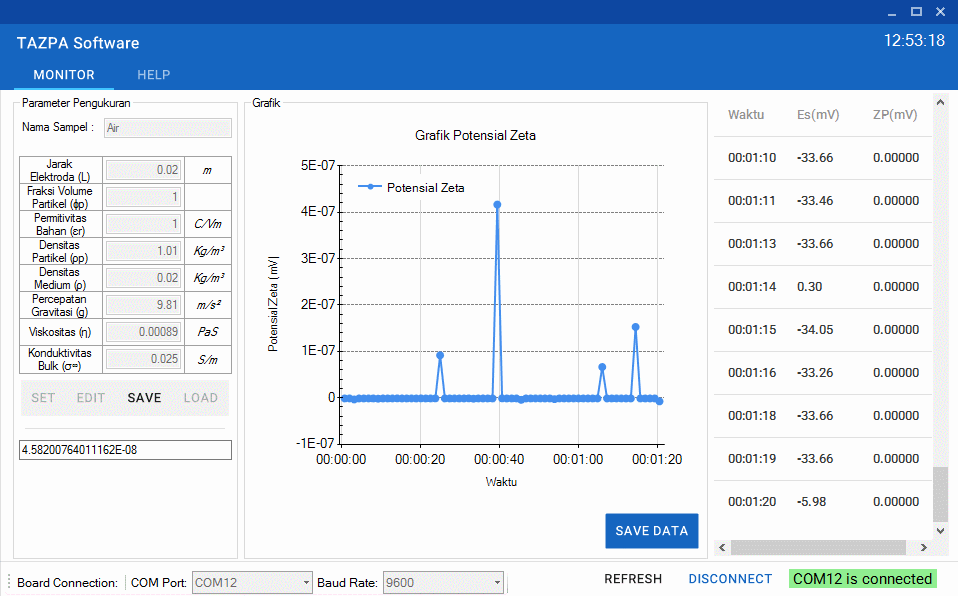 TAZPA Software
12:53:18
MONITOR HELP
Parameter Pengukuran
Nama Sampel : Air
Jarak Elektroda (L) 0.02 m
Fraksi Volume Partikel (ϕp) 1
Permitivitas Bahan (εr) 1 C/Vm
Densitas Partikel (ρp) 1.01 Kg/m³
Densitas Medium (ρ) 0.02 Kg/m³
Percepatan Gravitasi (g) 9.81 m/s²
Viskositas (η) 0.00089 PaS
Konduktivitas Bulk (σ∞) 0.025 S/m
SET EDIT SAVE LOAD
4.58200764011162E-08
Grafik
Grafik Potensial Zeta
Potensial Zeta
Potensial Zeta (mV)
5E-07
4E-07
3E-07
2E-07
1E-07
0
-1E-07
00:00:00 00:00:20 00:00:40 00:01:00 00:01:20
Waktu
SAVE DATA
Waktu Es(mV) ZP(mV)
00:01:10 -33.66 0.00000
00:01:11 -33.46 0.00000
00:01:13 -33.66 0.00000
00:01:14 0.30 0.00000
00:01:15 -34.05 0.00000
00:01:16 -33.26 0.00000
00:01:18 -33.66 0.00000
00:01:19 -33.66 0.00000
00:01:20 -5.98 0.00000
Board Connection: COM Port: COM12 Baud Rate: 9600
REFRESH DISCONNECT COM12 is connected